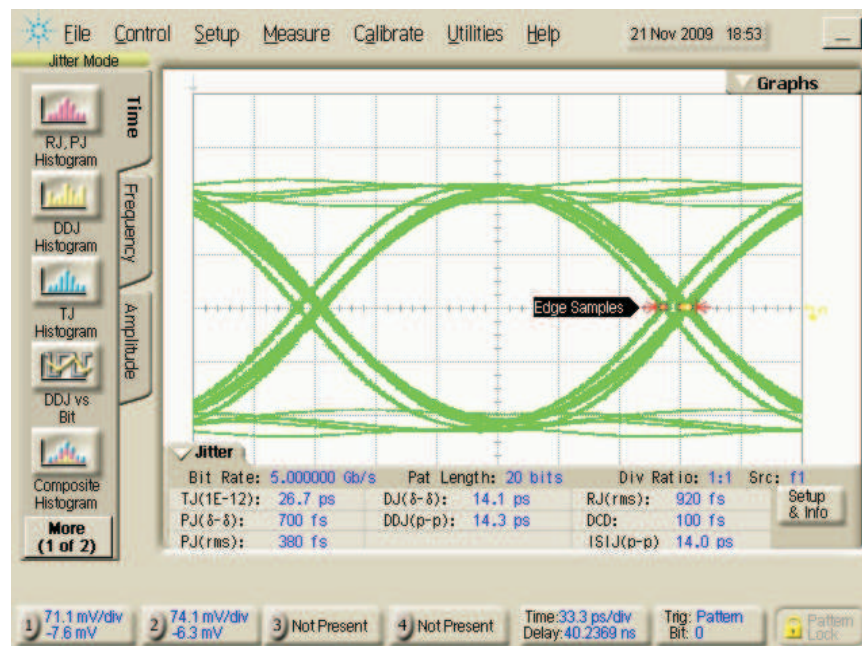 File Control Setup Measure Calibrate Utilities Help 21 Nov 2009 18:53
Jitter Mode
Graphs
Time
RJ, PJ
Histogram
Frequency
DDJ
Histogram
Amplitude
TJ
Histogram
Edge Samples
DDJ vs
Bit
Composite
Histogram
More
(1 of 2)
Jitter
Bit Rate: 5.000000 Gb/s Pat Length: 20 bits Div Ratio: 1:1 Src: f1
TJ(1E-12): 26.7 ps DJ(δ-δ): 14.1 ps RJ(rms): 920 fs
PJ(δ-δ): 700 fs DDJ(p-p): 14.3 ps DCD: 100 fs
PJ(rms): 380 fs ISIJ(p-p) 14.0 ps
Setup
& Info
1) 71.1 mV/div
-7.6 mV
2) 74.1 mV/div
-6.3 mV
3) Not Present
4) Not Present
Time:33.3 ps/div
Delay:40.2369 ns
Trig: Pattern
Bit: 0
Pattern
Lock